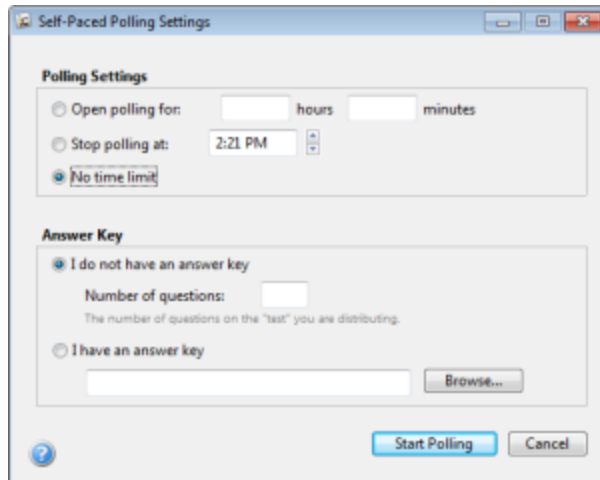 Self-Paced Polling Settings
Polling Settings
Open polling for: hours minutes
Stop polling at: 2:21 PM
No time limit
Answer Key
I do not have an answer key
Number of questions:
The number of questions on the "test" you are distributing.
I have an answer key
Browse...
Start Polling Cancel